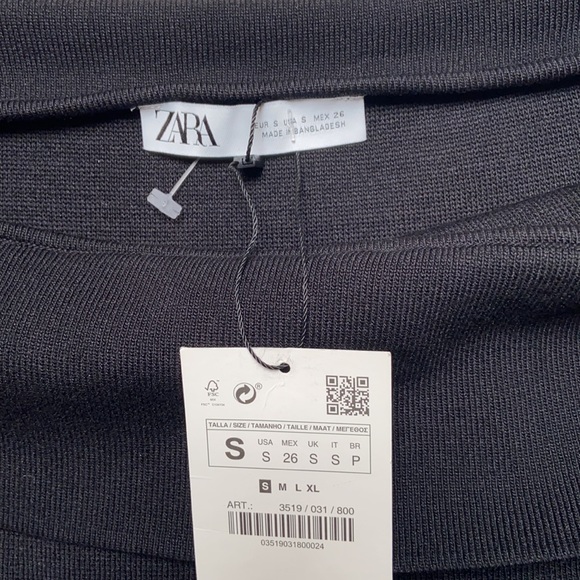 ZARA
EUR S USA S MEX 26
MADE IN BANGLADESH
FSC
®
TALLA / SIZE / TAMANHO / TAILLE / MAAT / ΜΕΓΕΘΟΣ
S
USA MEX UK IT BR
S 26 S S P
S M L XL
ART.: 3519 / 031 / 800
03519031800024